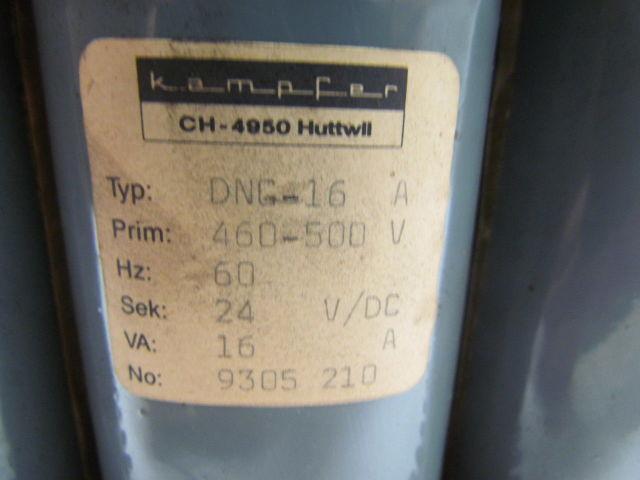 kampfer
CH-4950 Huttwil
Typ: DNG-16 A
Prim: 460-500 V
Hz: 60
Sek: 24 V/DC
VA: 16 A
No: 9305 210